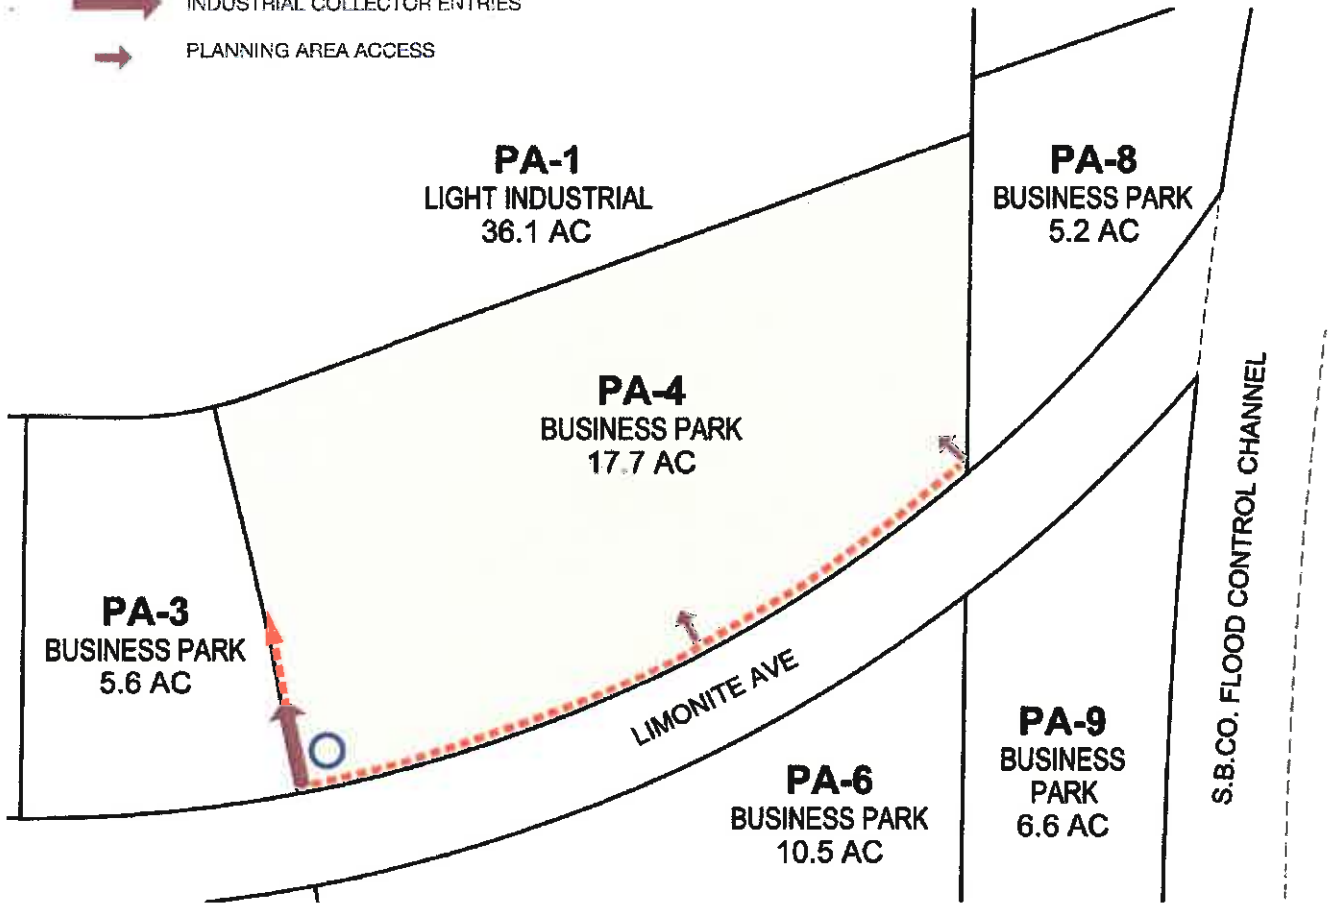 INDUSTRIAL COLLECTOR ENTRIES
PLANNING AREA ACCESS
PA-1
LIGHT INDUSTRIAL
36.1 AC
PA-8
BUSINESS PARK
5.2 AC
PA-4
BUSINESS PARK
17.7 AC
PA-3
BUSINESS PARK
5.6 AC
LIMONITE AVE
PA-6
BUSINESS PARK
10.5 AC
PA-9
BUSINESS
PARK
6.6 AC
S.B.CO. FLOOD CONTROL CHANNEL